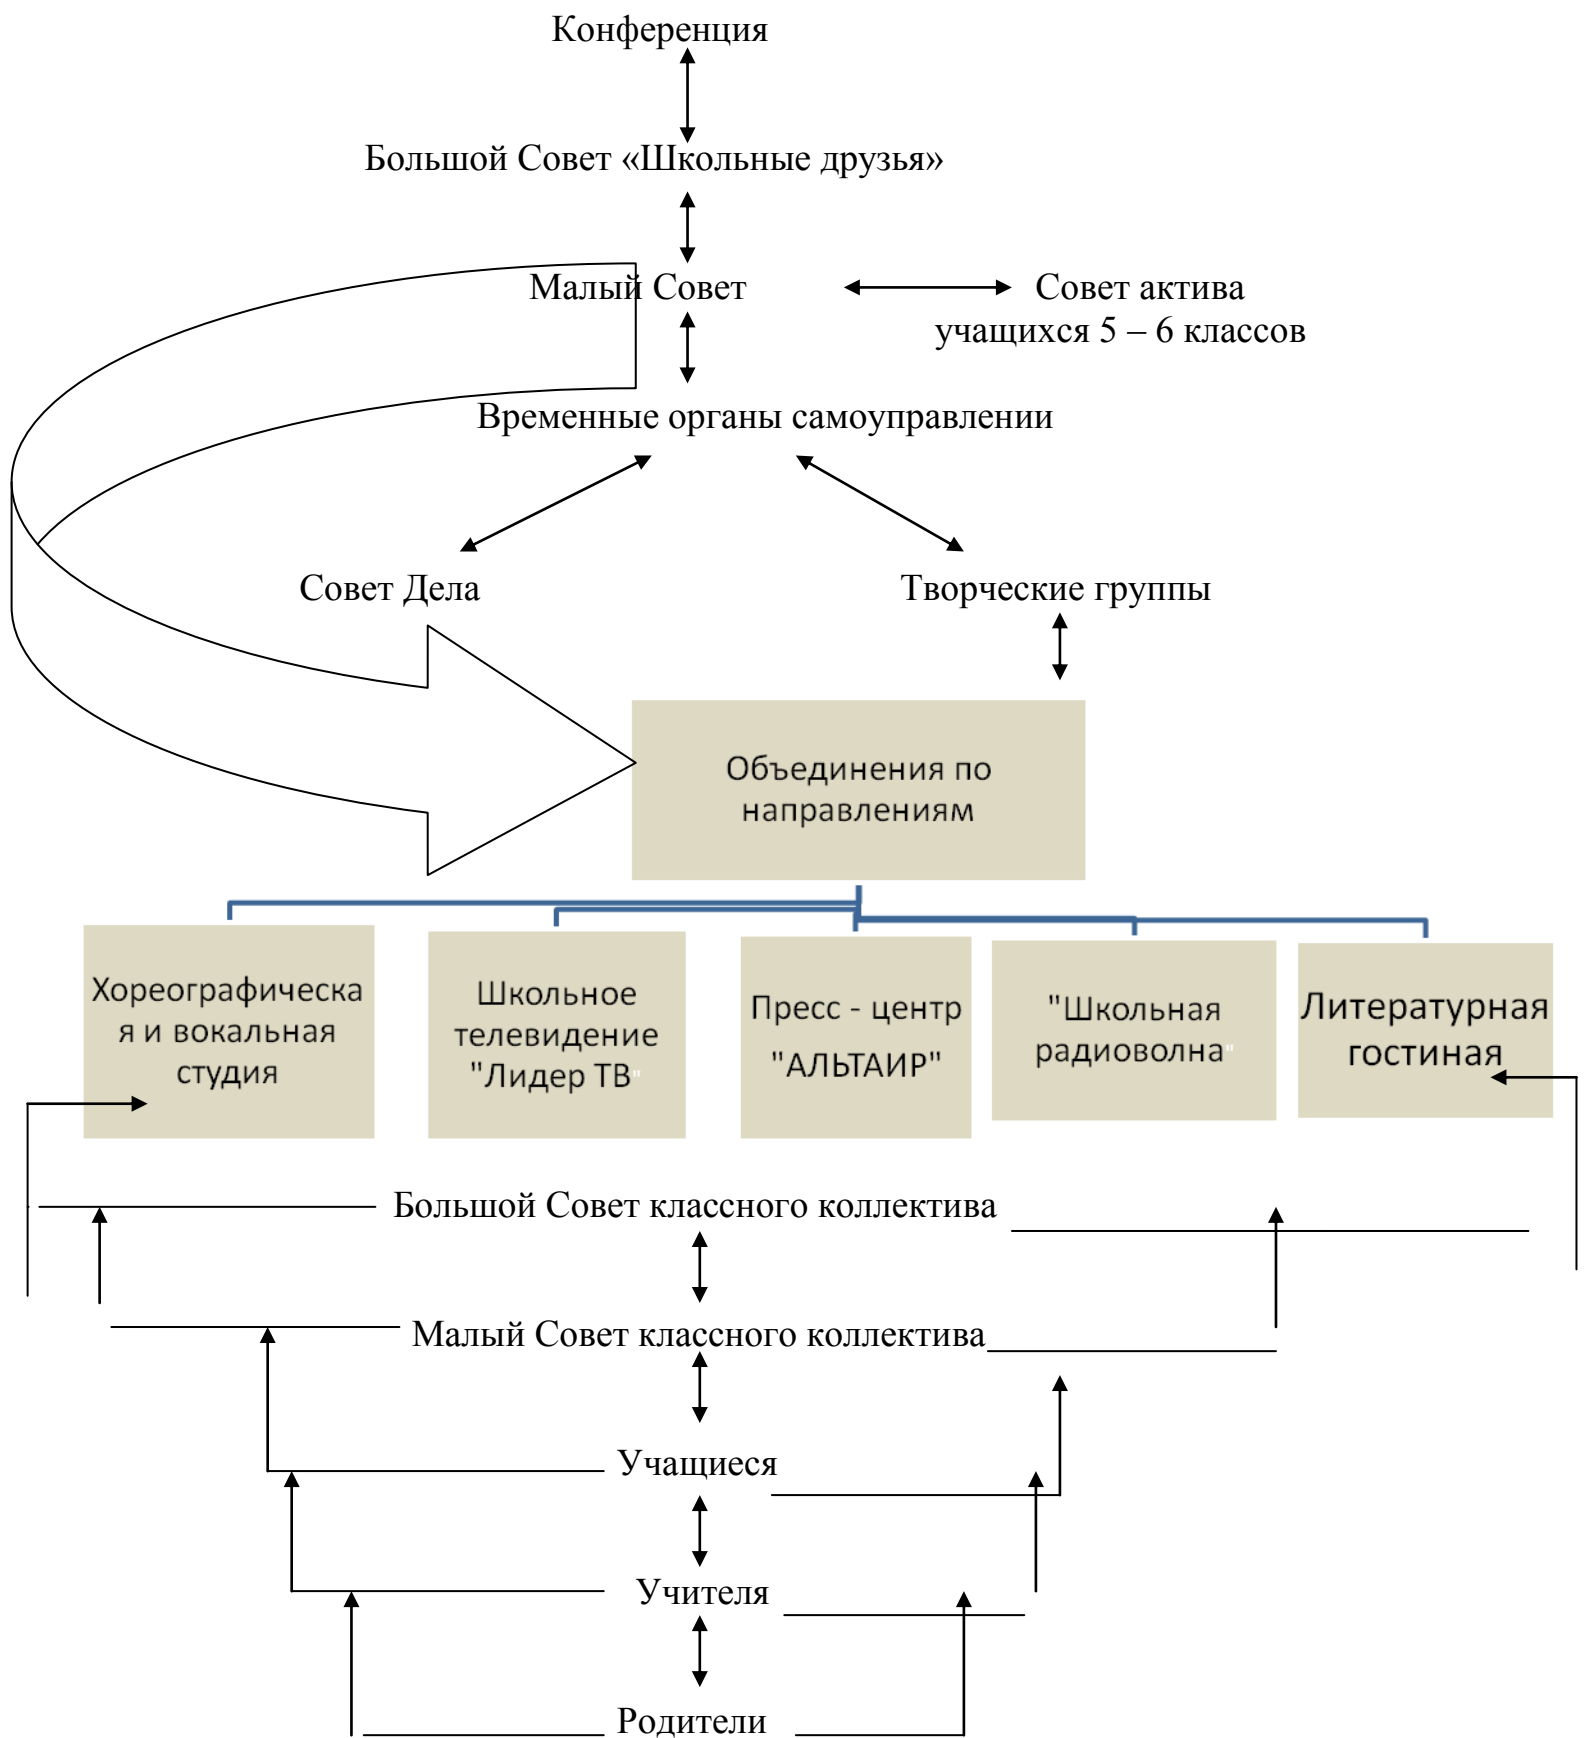 Конференция
Большой Совет «Школьные друзья»
Малый Совет
Совет актива
учащихся 5 – 6 классов
Временные органы самоуправлении
Совет Дела
Творческие группы
Объединения по
направлениям
Хореографическа
я и вокальная
студия
Школьное
телевидение
"Лидер ТВ"
Пресс - центр
"АЛЬТАИР"
"Школьная
радиоволна"
Литературная
гостиная
Большой Совет классного коллектива
Малый Совет классного коллектива
Учащиеся
Учителя
Родители